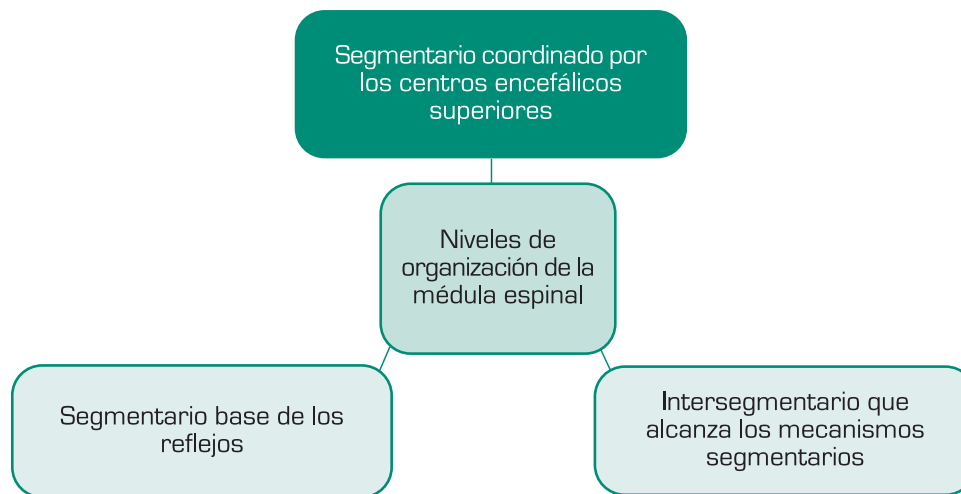 Segmentario coordinado por
los centros encefálicos
superiores
Niveles de
organización de la
médula espinal
Segmentario base de los
reflejos
Intersegmentario que
alcanza los mecanismos
segmentarios